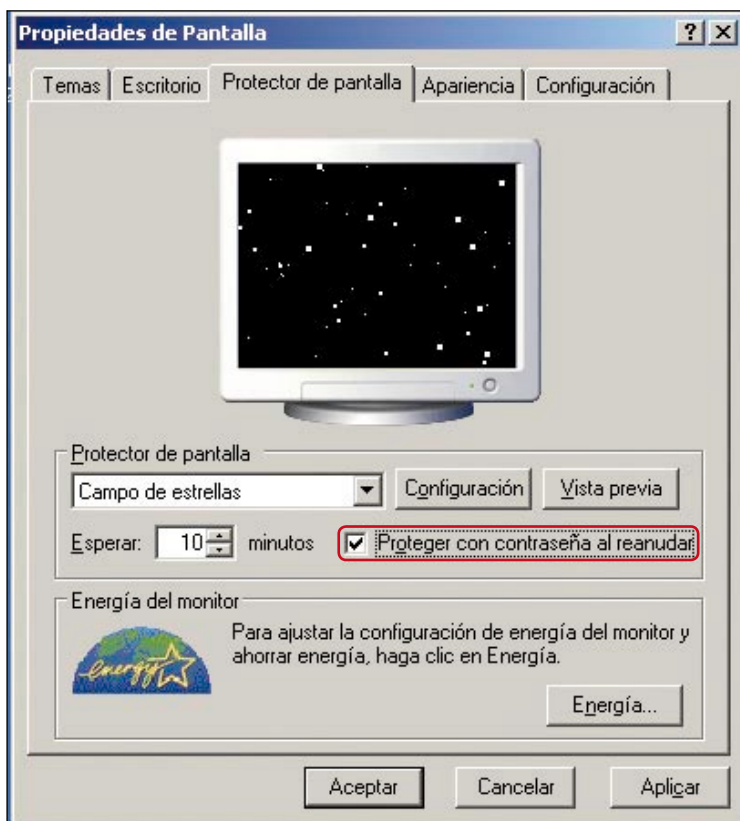 Propiedades de Pantalla
Temas Escritorio Protector de pantalla Apariencia Configuración
Protector de pantalla
Campo de estrellas Configuración Vista previa
Esperar: 10 minutos Proteger con contraseña al reanudar
Energía del monitor
energy
Para ajustar la configuración de energía del monitor y
ahorrar energía, haga clic en Energía.
Energía...
Aceptar Cancelar Aplicar